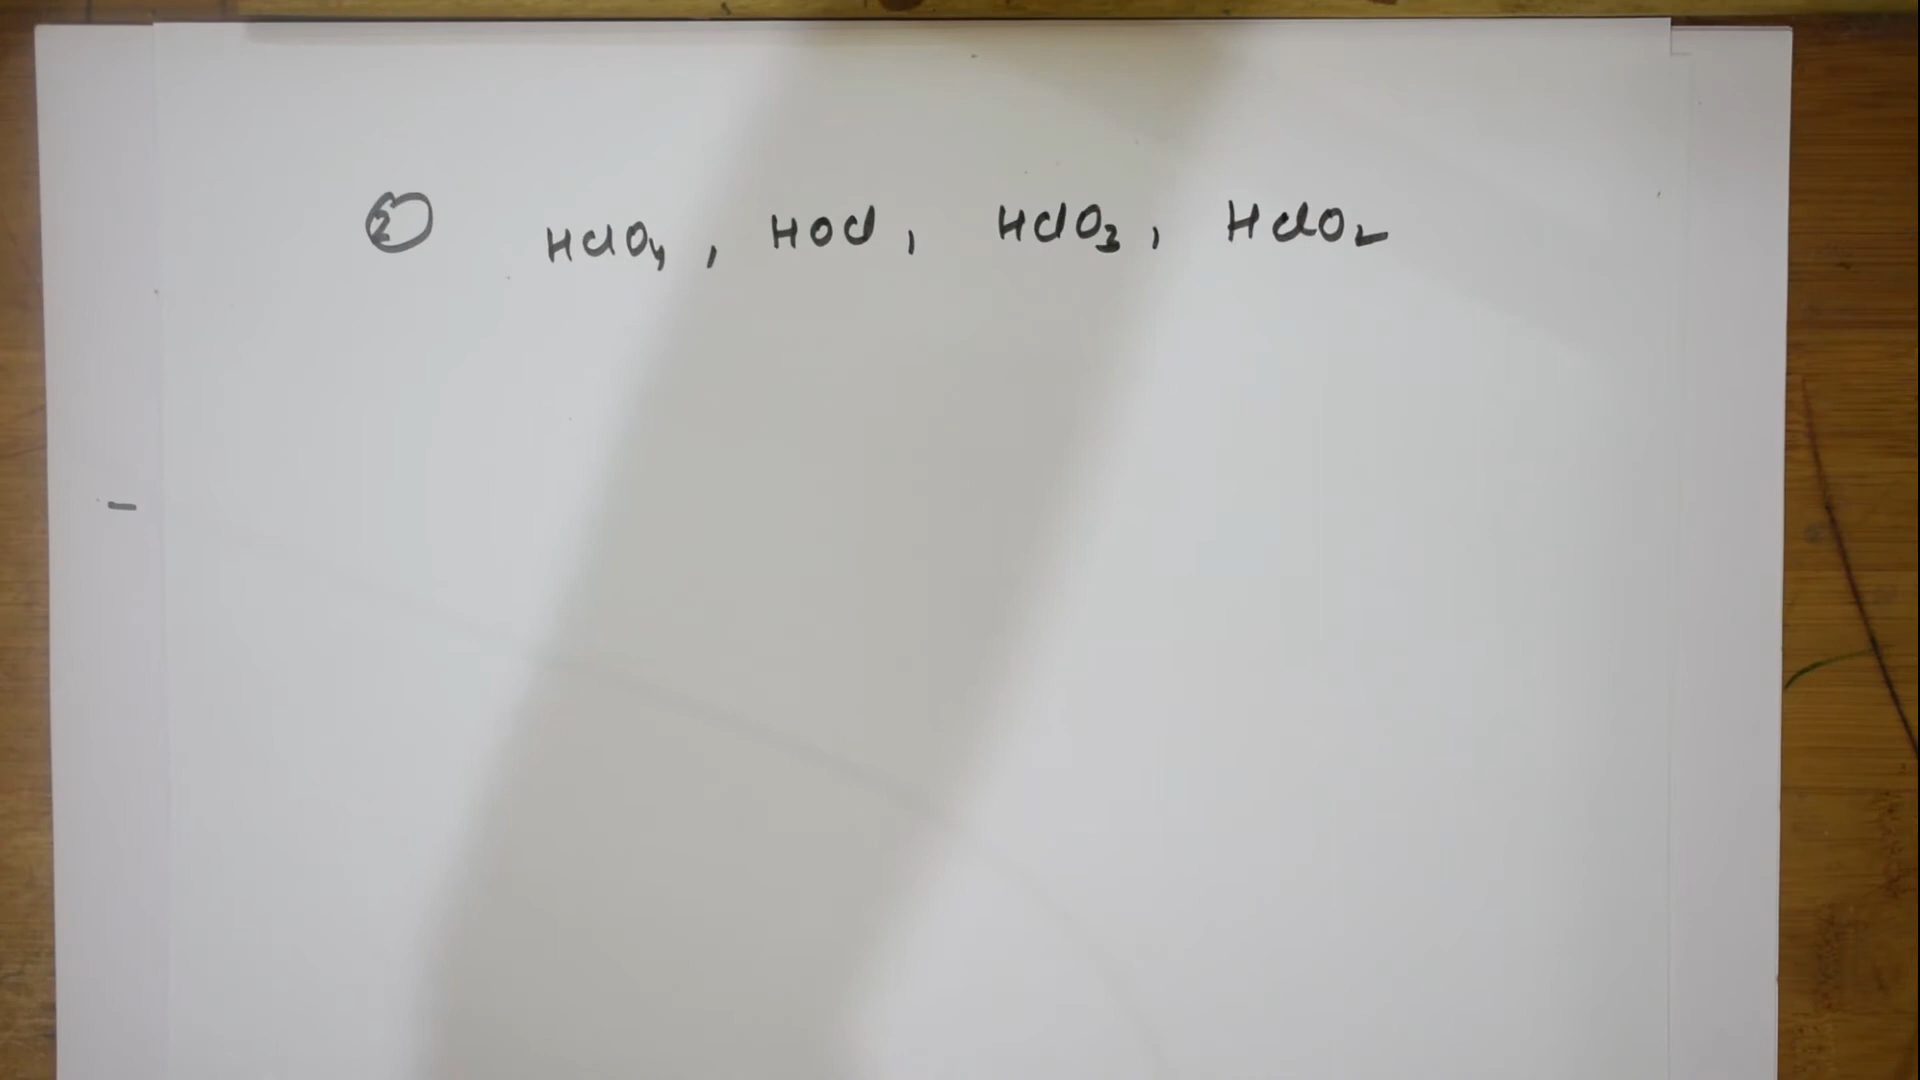 ② HClO₄, HOCl, HClO₃, HClO₂